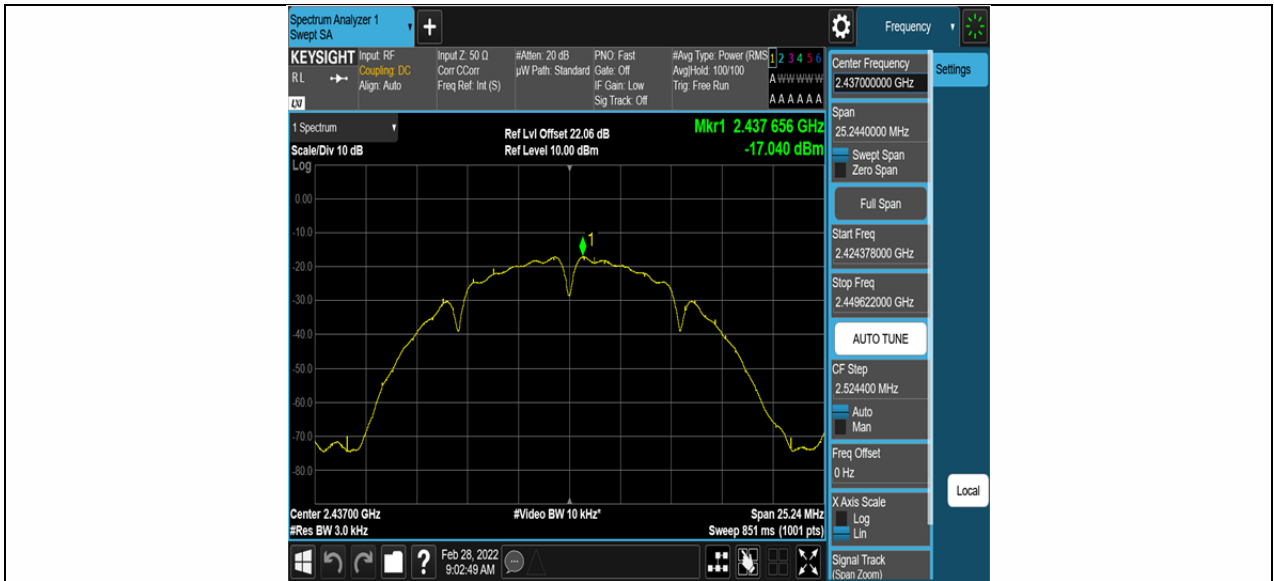 Spectrum Analyzer 1
Swept SA
+
Frequency
KEYSIGHT
RL
LXI
Input: RF
Coupling: DC
Align: Auto
Input Z: 50 Ω
Corr CCorr
Freq Ref: Int (S)
#Atten: 20 dB
µW Path: Standard
PNO: Fast
Gate: Off
IF Gain: Low
Sig Track: Off
#Avg Type: Power (RMS
Avg|Hold: 100/100
Trig: Free Run
1 2 3 4 5 6
A W W W W W
A A A A A A
1 Spectrum
Scale/Div 10 dB
Log
Ref Lvl Offset 22.06 dB
Ref Level 10.00 dBm
Mkr1 2.437 656 GHz
-17.040 dBm
0.00
-10.0
-20.0
-30.0
-40.0
-50.0
-60.0
-70.0
-80.0
1
Center 2.43700 GHz
#Res BW 3.0 kHz
#Video BW 10 kHz*
Span 25.24 MHz
Sweep 851 ms (1001 pts)
?
Feb 28, 2022
9:02:49 AM
Center Frequency
2.437000000 GHz
Span
25.2440000 MHz
Swept Span
Zero Span
Full Span
Start Freq
2.424378000 GHz
Stop Freq
2.449622000 GHz
AUTO TUNE
CF Step
2.524400 MHz
Auto
Man
Freq Offset
0 Hz
X Axis Scale
Log
Lin
Signal Track
(Span Zoom)
Settings
Local